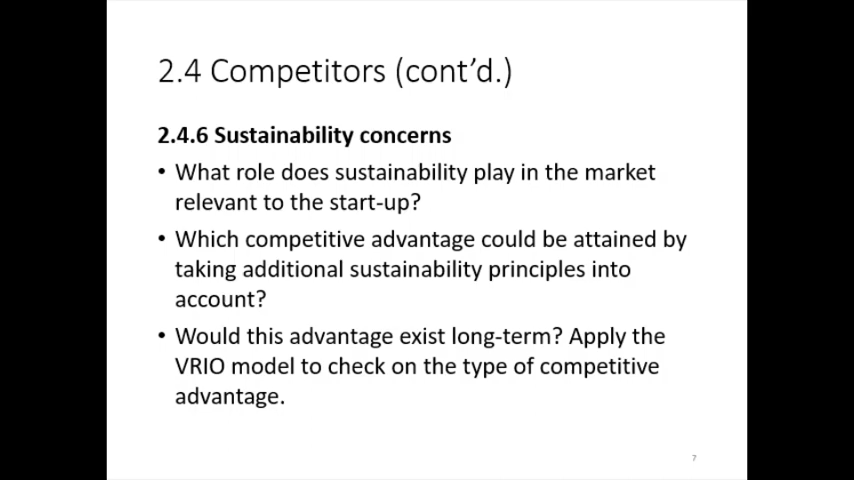 2.4 Competitors (cont’d.)
2.4.6 Sustainability concerns
• What role does sustainability play in the market
relevant to the start-up?
• Which competitive advantage could be attained by
taking additional sustainability principles into
account?
• Would this advantage exist long-term? Apply the
VRIO model to check on the type of competitive
advantage.
7